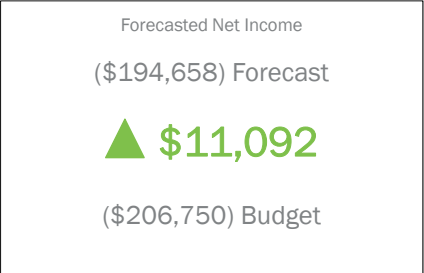 Forecasted Net Income
($194,658) Forecast
$11,092
($206,750) Budget